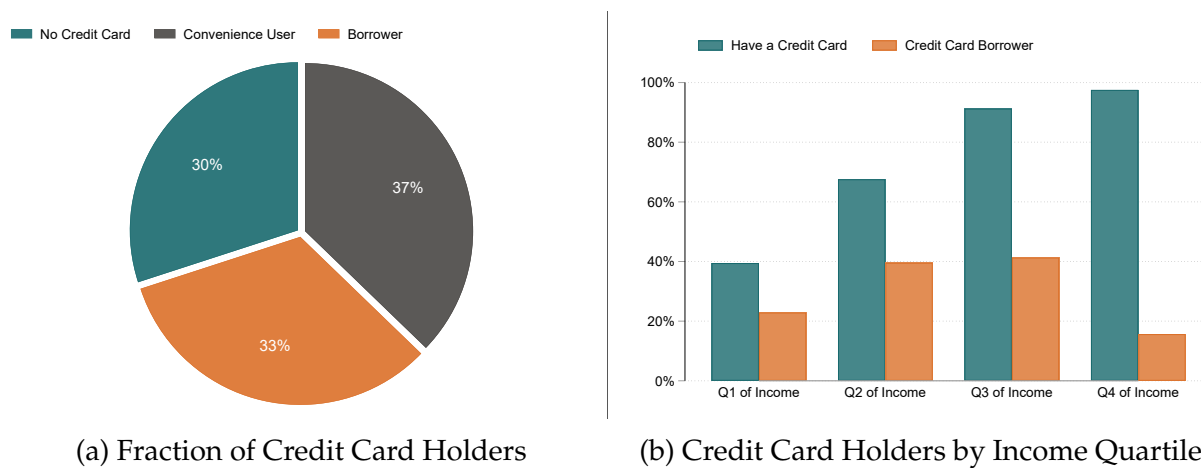 No Credit Card Convenience User Borrower
30%
37%
33%
(a) Fraction of Credit Card Holders
Have a Credit Card Credit Card Borrower
100%
80%
60%
40%
20%
0%
Q1 of Income Q2 of Income Q3 of Income Q4 of Income
(b) Credit Card Holders by Income Quartile